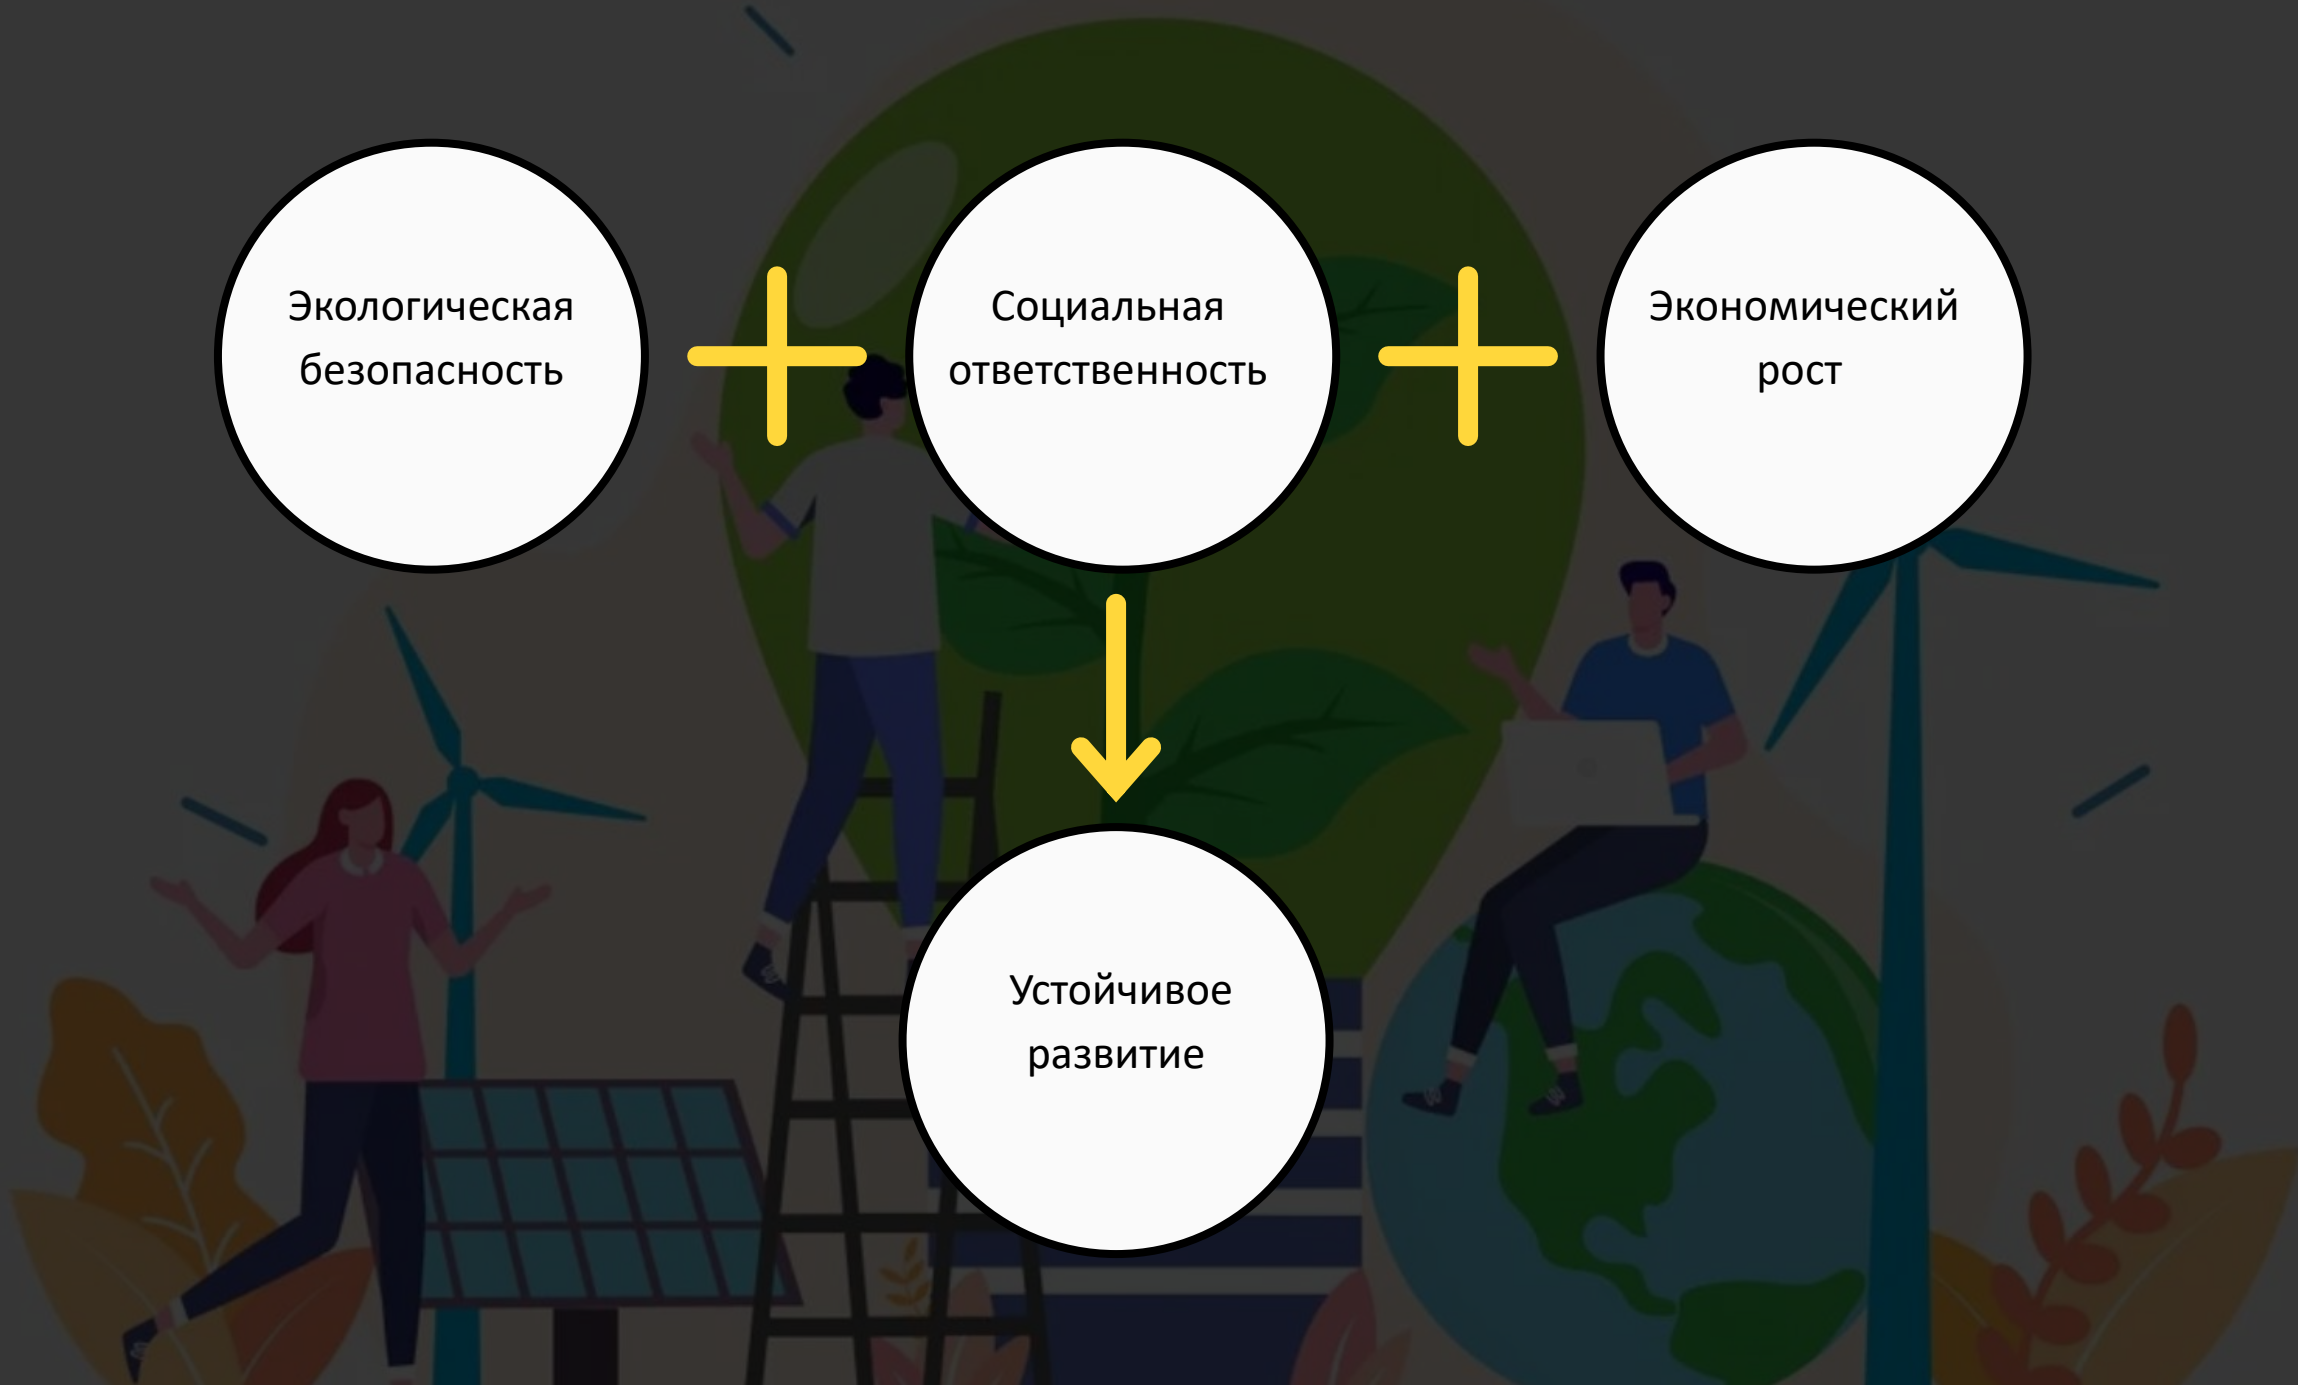 Экологическая
безопасность
Социальная
ответственность
Экономический
рост
Устойчивое
развитие